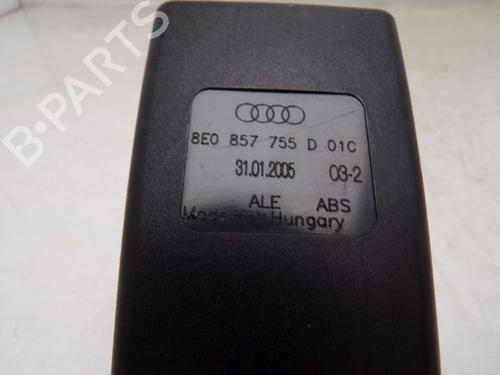 B-PARTS
8E0 857 755 D 01C
31.01.2005 03-2
ALE ABS
Made in Hungary